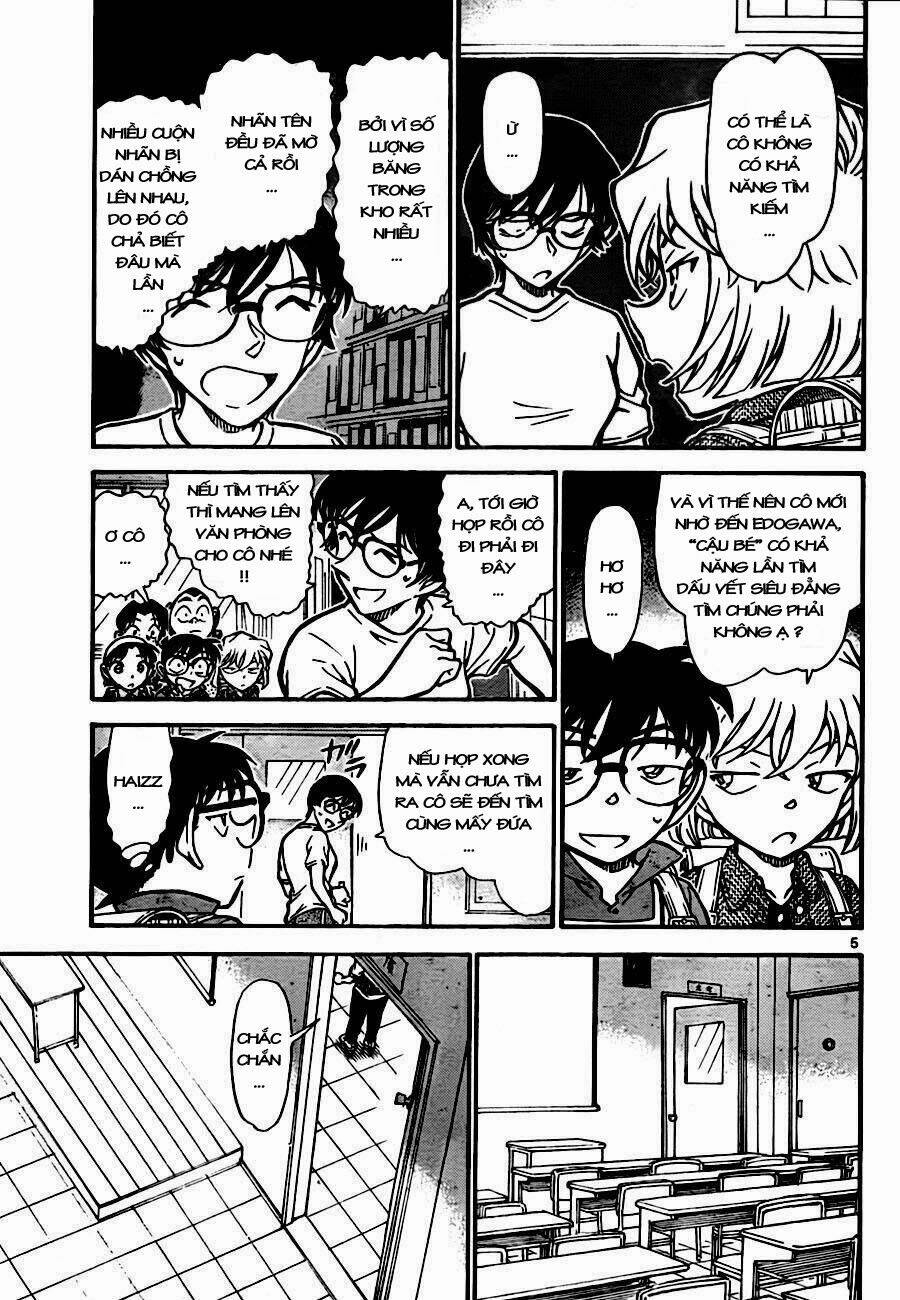 CÓ THỂ LÀ
CÔ KHÔNG
CÓ KHẢ
NĂNG TÌM
KIẾM
...
Ừ
...
BỞI VÌ SỐ
LƯỢNG
BĂNG
TRONG
KHO RẤT
NHIỀU
...
NHÃN TÊN
ĐỀU ĐÃ MỜ
CẢ RỒI
...
NHIỀU CUỘN
NHÃN BỊ
DÁN CHỒNG
LÊN NHAU,
DO ĐÓ CÔ
CHẢ BIẾT
ĐÂU MÀ
LẦN
...
VÀ VÌ THẾ NÊN CÔ MỚI
NHỜ ĐẾN EDOGAWA,
“CẬU BÉ” CÓ KHẢ
NĂNG LẦN TÌM
DẤU VẾT SIÊU ĐẲNG
TÌM CHÚNG PHẢI
KHÔNG Ạ ?
HƠ
HƠ
...
A, TỚI GIỜ
HỌP RỒI CÔ
ĐI PHẢI ĐI
ĐÂY
...
NẾU TÌM THẤY
THÌ MANG LÊN
VĂN PHÒNG
CHO CÔ NHÉ
!!
Ơ CÔ
...
NẾU HỌP XONG
MÀ VẪN CHƯA TÌM
RA CÔ SẼ ĐẾN TÌM
CÙNG MẤY ĐỨA
...
ガラ
HAIZZ
...
5
CHẮC
CHẮN
...